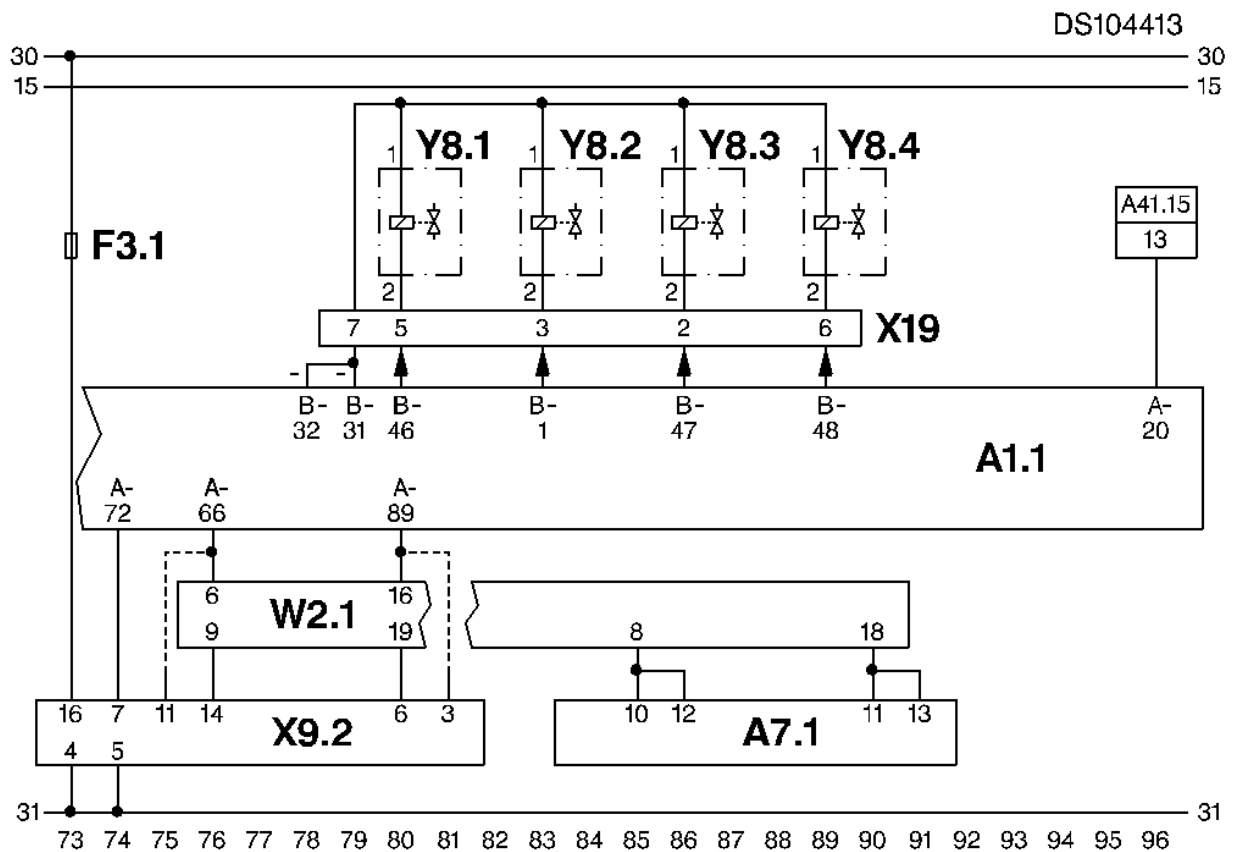 DS104413
30 30
15 15
Y8.1 Y8.2 Y8.3 Y8.4
1 1 1 1
A41.15
13
F3.1
2 2 2 2
7 5 3 2 6
X19
- -
B- B- B- B- B- B- A-
32 31 46 1 47 48 20
A1.1
A- A- A-
72 66 89
6 16
W2.1
9 19 8 18
16 7 11 14 6 3 10 12 11 13
X9.2 A7.1
4 5
31 31
73 74 75 76 77 78 79 80 81 82 83 84 85 86 87 88 89 90 91 92 93 94 95 96